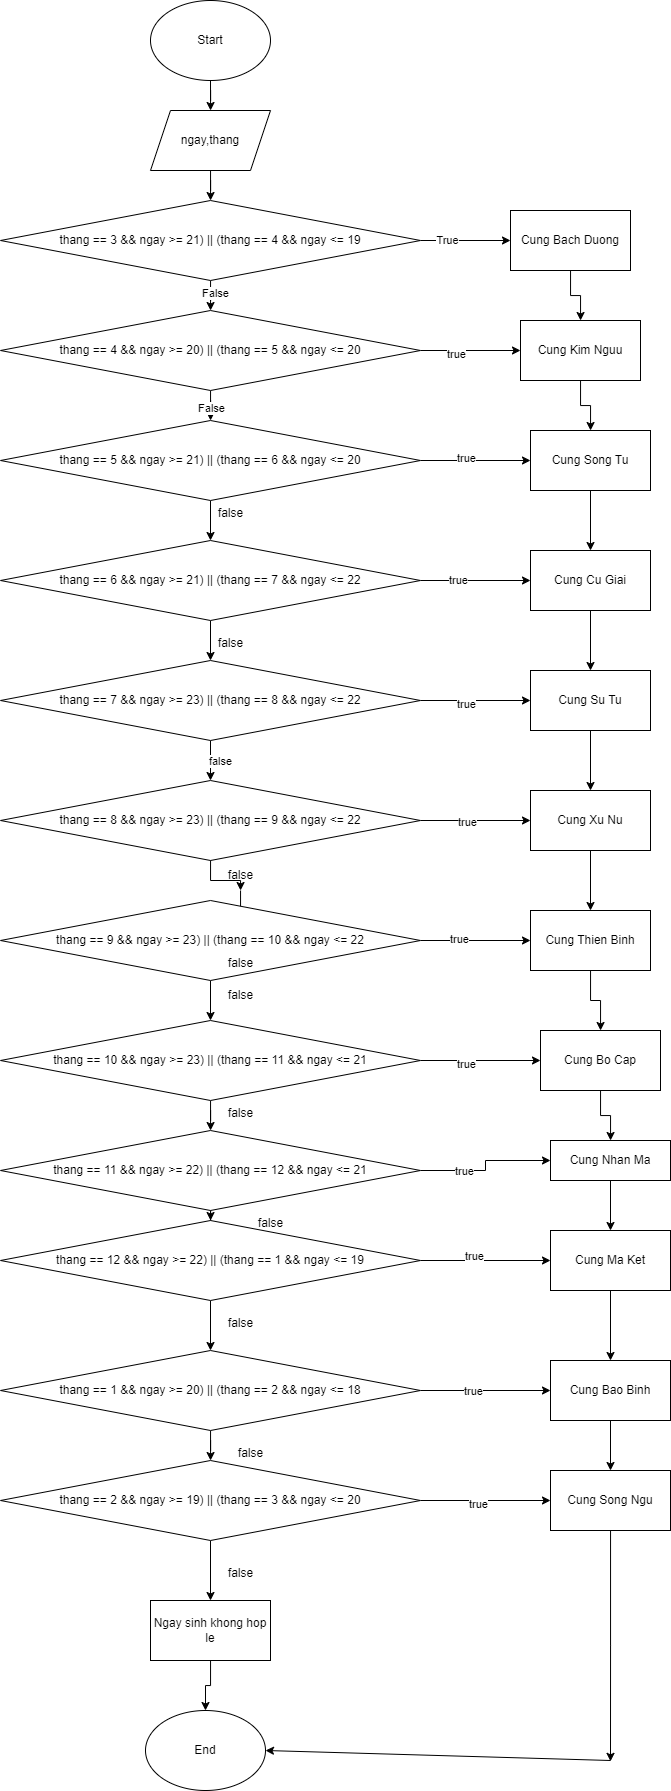 Start
ngay,thang
thang == 3 && ngay >= 21) || (thang == 4 && ngay <= 19
True
Cung Bach Duong
False
thang == 4 && ngay >= 20) || (thang == 5 && ngay <= 20
true
Cung Kim Nguu
False
thang == 5 && ngay >= 21) || (thang == 6 && ngay <= 20
true
Cung Song Tu
false
thang == 6 && ngay >= 21) || (thang == 7 && ngay <= 22
true
Cung Cu Giai
false
thang == 7 && ngay >= 23) || (thang == 8 && ngay <= 22
true
Cung Su Tu
false
thang == 8 && ngay >= 23) || (thang == 9 && ngay <= 22
true
Cung Xu Nu
false
thang == 9 && ngay >= 23) || (thang == 10 && ngay <= 22
true
Cung Thien Binh
false
false
thang == 10 && ngay >= 23) || (thang == 11 && ngay <= 21
true
Cung Bo Cap
false
thang == 11 && ngay >= 22) || (thang == 12 && ngay <= 21
true
Cung Nhan Ma
false
thang == 12 && ngay >= 22) || (thang == 1 && ngay <= 19
true
Cung Ma Ket
false
thang == 1 && ngay >= 20) || (thang == 2 && ngay <= 18
true
Cung Bao Binh
false
thang == 2 && ngay >= 19) || (thang == 3 && ngay <= 20
true
Cung Song Ngu
false
Ngay sinh khong hop
le
End